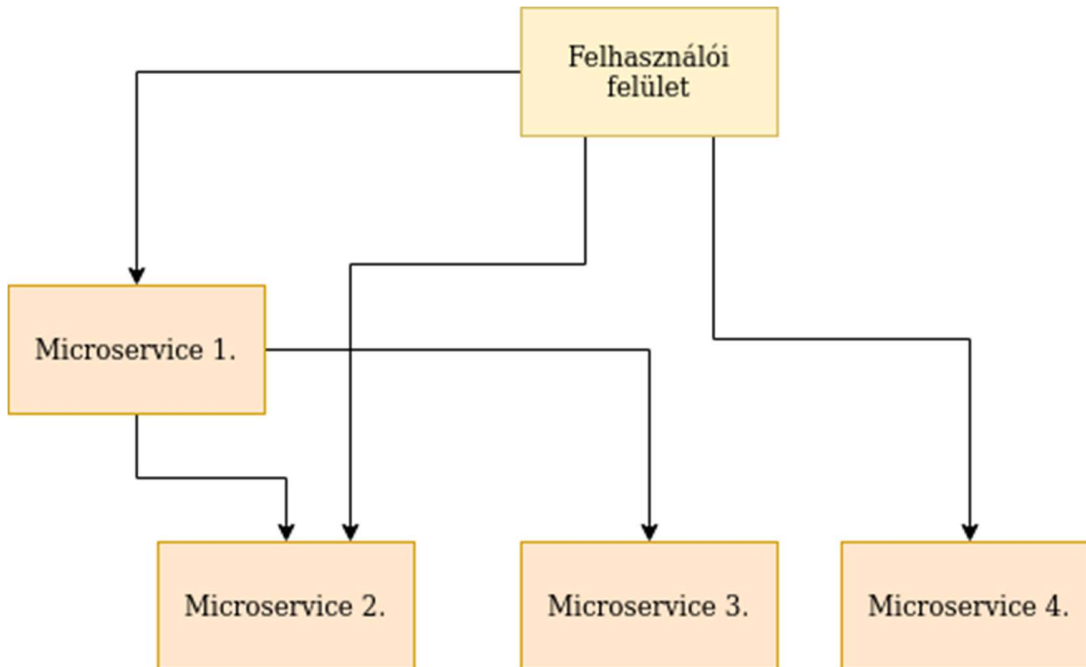 Felhasználói
felület
Microservice 1.
Microservice 2.
Microservice 3.
Microservice 4.